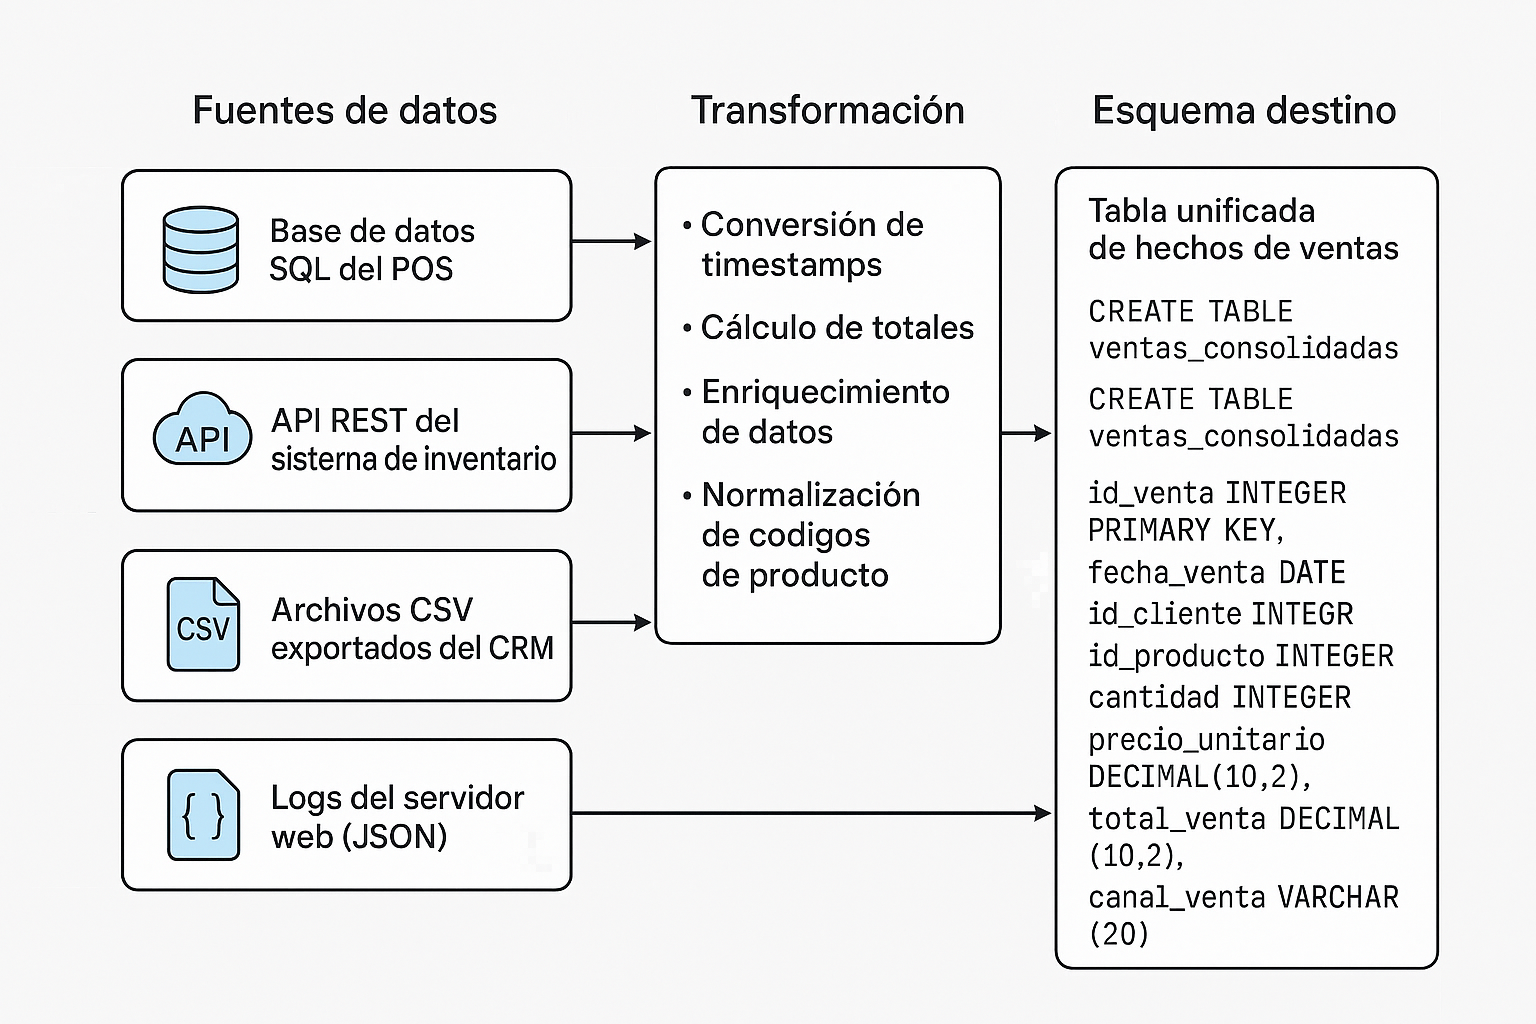 Fuentes de datos
Base de datos
SQL del POS
API
API REST del
sisterna de inventario
CSV
Archivos CSV
exportados del CRM
{ }
Logs del servidor
web (JSON)
Transformación
• Conversión de
timestamps
• Cálculo de totales
• Enriquecimiento
de datos
• Normalización
de codigos
de producto
Esquema destino
Tabla unificada
de hechos de ventas
CREATE TABLE
ventas_consolidadas
CREATE TABLE
ventas_consolidadas
id_venta INTEGER
PRIMARY KEY,
fecha_venta DATE
id_cliente INTEGR
id_producto INTEGER
cantidad INTEGER
precio_unitario
DECIMAL(10,2),
total_venta DECIMAL
(10,2),
canal_venta VARCHAR
(20)